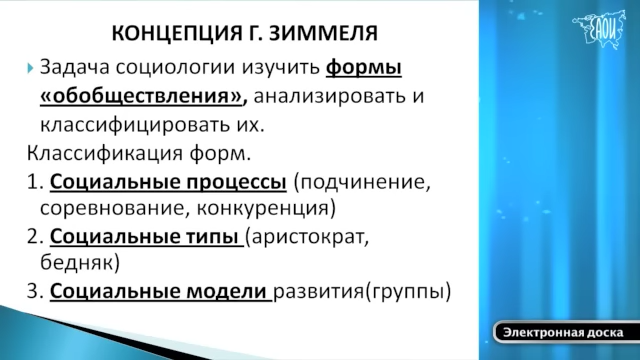 КОНЦЕПЦИЯ Г. ЗИММЕЛЯ
Задача социологии изучить формы
«обобществления», анализировать и
классифицировать их.
Классификация форм.
1. Социальные процессы (подчинение,
соревнование, конкуренция)
2. Социальные типы (аристократ,
бедняк)
3. Социальные модели развития(группы)
АОИ
Электронная доска